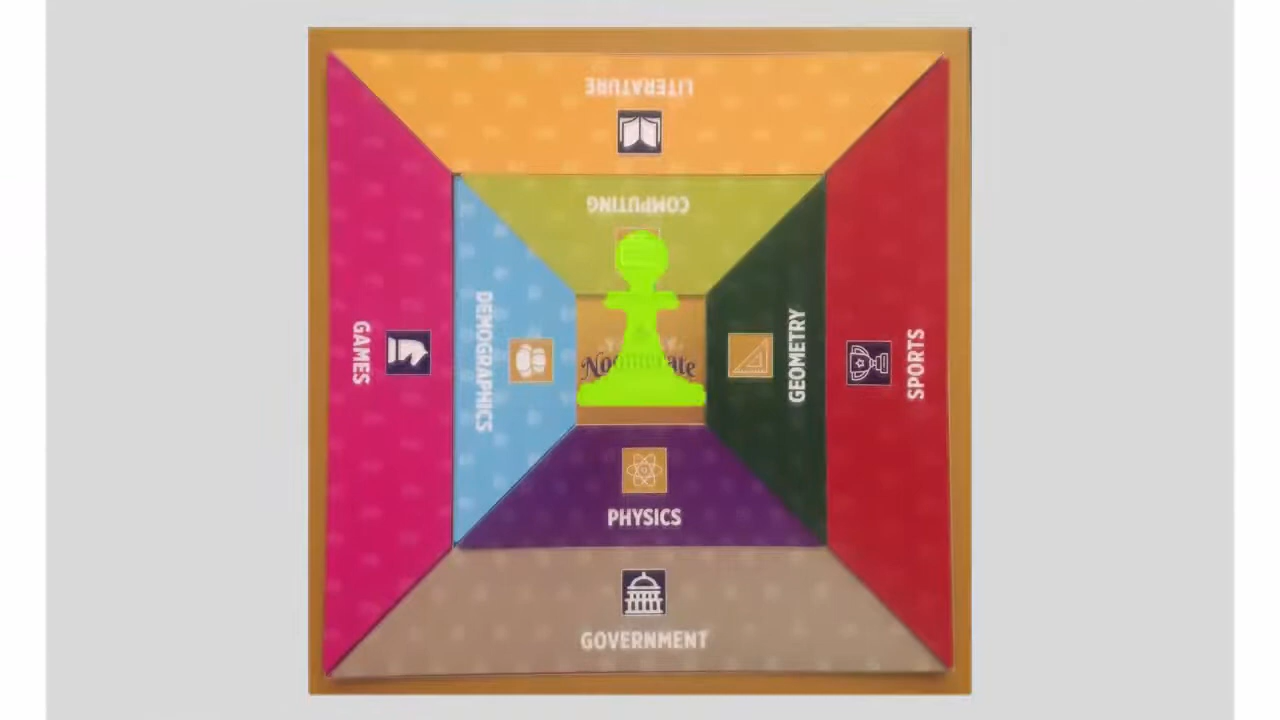 LITERATURE
COMPUTING
GAMES
DEMOGRAPHICS
GEOMETRY
SPORTS
PHYSICS
GOVERNMENT